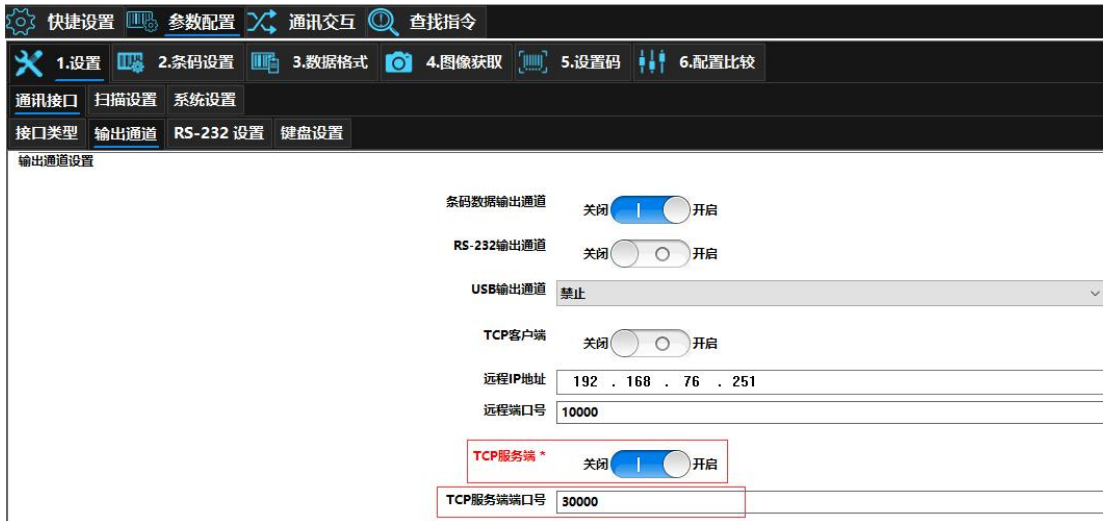 快捷设置 参数配置 通讯交互 查找指令
1.设置 2.条码设置 3.数据格式 4.图像获取 5.设置码 6.配置比较
通讯接口 扫描设置 系统设置
接口类型 输出通道 RS-232 设置 键盘设置
输出通道设置
条码数据输出通道 关闭 开启
RS-232输出通道 关闭 开启
USB输出通道 禁止
TCP客户端 关闭 开启
远程IP地址 192 . 168 . 76 . 251
远程端口号 10000
TCP服务端 * 关闭 开启
TCP服务端端口号 30000